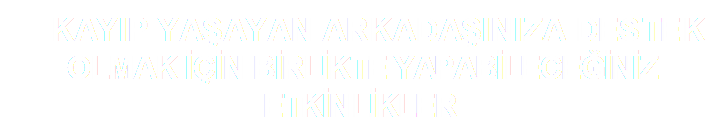 KAYIP YAŞAYAN ARKADAŞINIZA DESTEK
OLMAK İÇİN BİRLİKTE YAPABİLECEĞİNİZ
ETKİNLİKLER